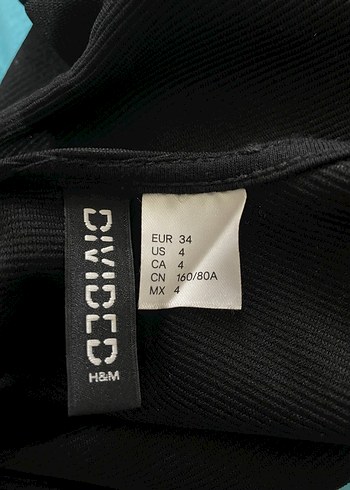 DIVIDED
H&M
EUR 34
US 4
CA 4
CN 160/80A
MX 4